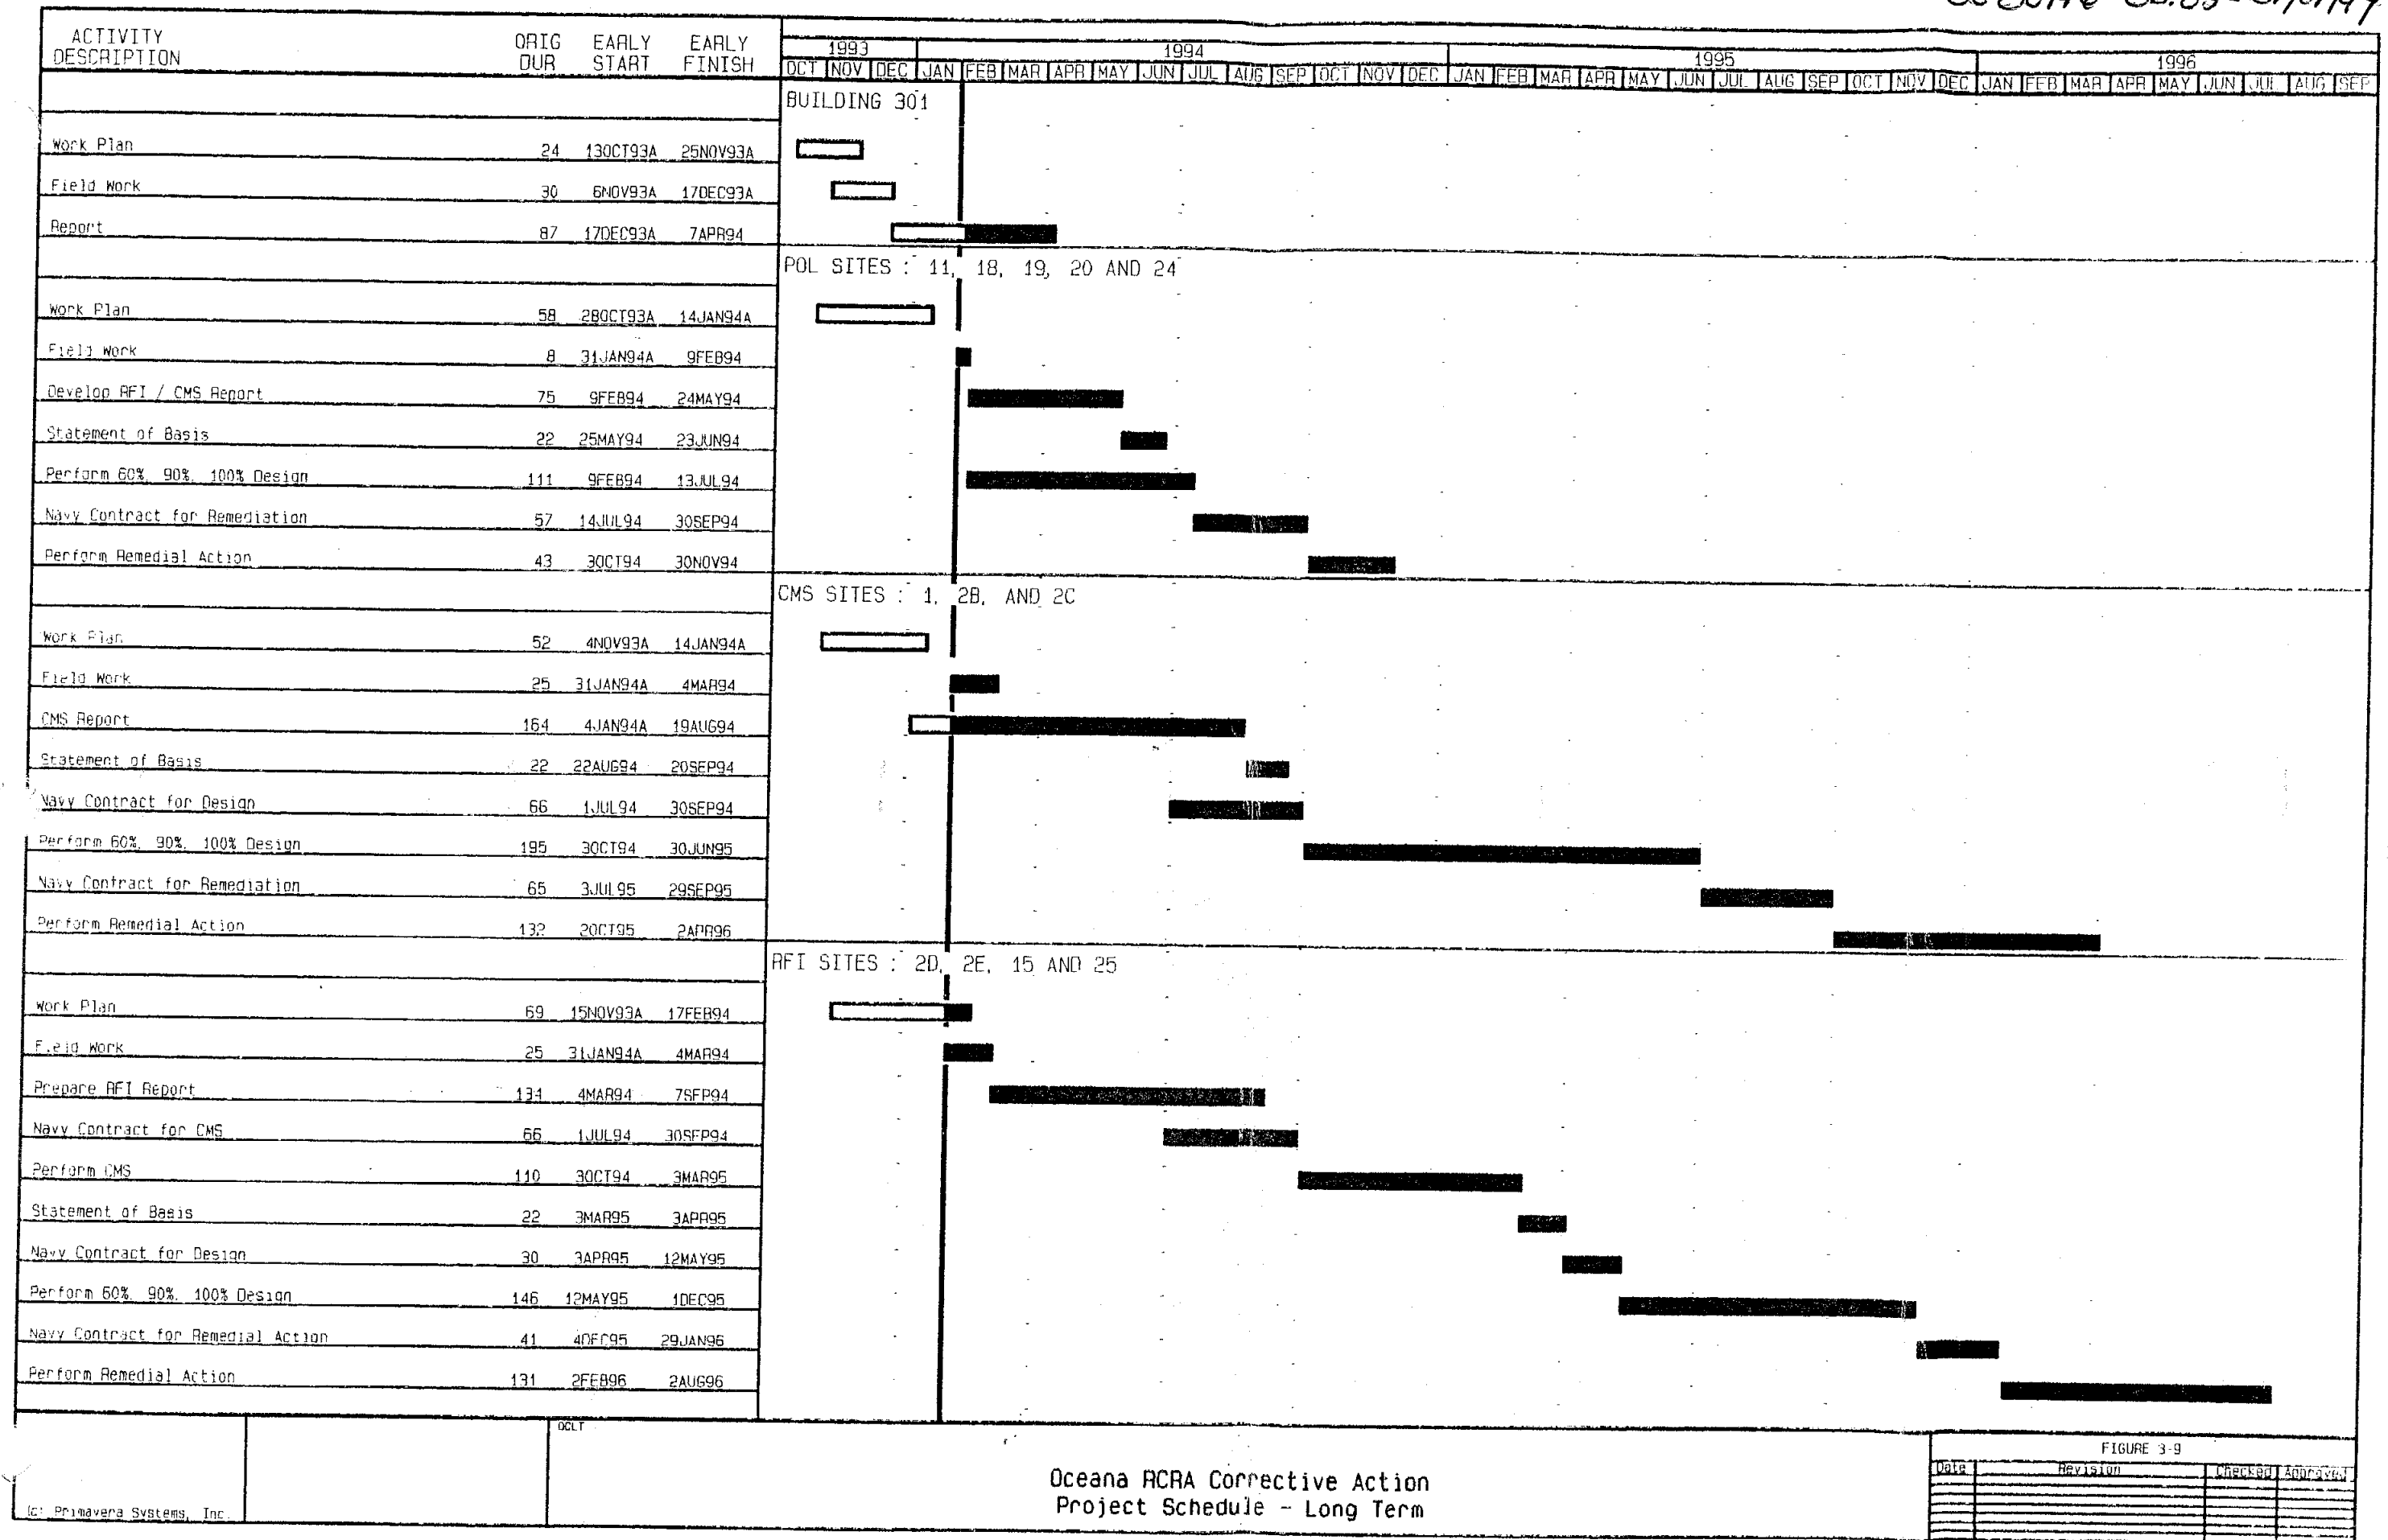 ACTIVITY DESCRIPTION ORIG DUR EARLY START EARLY FINISH
1993 1994 1995 1996
OCT NOV DEC JAN FEB MAR APR MAY JUN JUL AUG SEP OCT NOV DEC JAN FEB MAR APR MAY JUN JUL AUG SEP OCT NOV DEC JAN FEB MAR APR MAY JUN JUL AUG SEP
BUILDING 301
Work Plan 24 13OCT93A 25NOV93A
Field Work 30 6NOV93A 17DEC93A
Report 87 17DEC93A 7APR94
POL SITES : 11, 18, 19, 20 AND 24
Work Plan 58 28OCT93A 14JAN94A
Field Work 8 31JAN94A 9FEB94
Develop RFI / CMS Report 75 9FEB94 24MAY94
Statement of Basis 22 25MAY94 23JUN94
Perform 60%, 90%, 100% Design 111 9FEB94 13JUL94
Navy Contract for Remediation 57 14JUL94 30SEP94
Perform Remedial Action 43 3OCT94 30NOV94
CMS SITES : 1, 2B, AND 2C
Work Plan 52 4NOV93A 14JAN94A
Field Work 25 31JAN94A 4MAR94
CMS Report 164 4JAN94A 19AUG94
Statement of Basis 22 22AUG94 20SEP94
Navy Contract for Design 66 1JUL94 30SEP94
Perform 60%, 90%, 100% Design 195 3OCT94 30JUN95
Navy Contract for Remediation 65 3JUL95 29SEP95
Perform Remedial Action 132 2OCT95 2APR96
RFI SITES : 2D, 2E, 15 AND 25
Work Plan 69 15NOV93A 17FEB94
Field Work 25 31JAN94A 4MAR94
Prepare RFI Report 134 4MAR94 7SEP94
Navy Contract for CMS 66 1JUL94 30SEP94
Perform CMS 110 3OCT94 3MAR95
Statement of Basis 22 3MAR95 3APR95
Navy Contract for Design 30 3APR95 12MAY95
Perform 60%, 90%, 100% Design 146 12MAY95 1DEC95
Navy Contract for Remedial Action 41 4DEC95 29JAN96
Perform Remedial Action 131 2FEB96 2AUG96
OCLT
(c) Primavera Systems, Inc.
Oceana RCRA Corrective Action
Project Schedule - Long Term
FIGURE 3-9
Date Revision Checked Approved